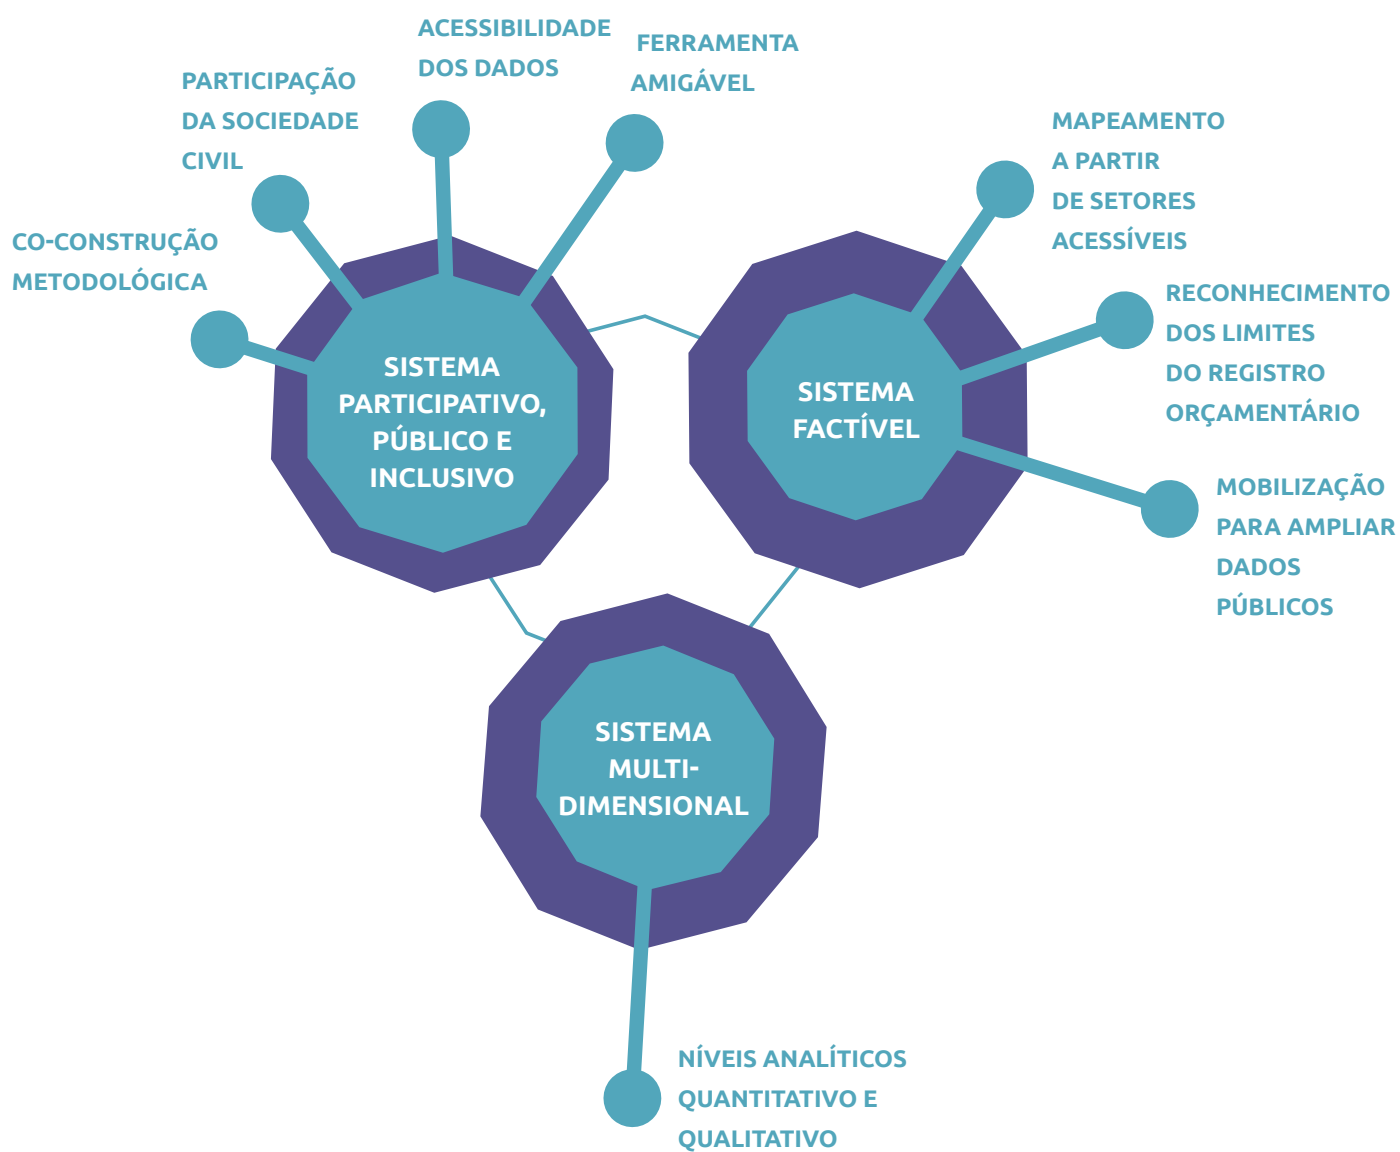 ACESSIBILIDADE
DOS DADOS
FERRAMENTA
AMIGÁVEL
PARTICIPAÇÃO
DA SOCIEDADE
CIVIL
CO-CONSTRUÇÃO
METODOLÓGICA
SISTEMA
PARTICIPATIVO,
PÚBLICO E
INCLUSIVO
MAPEAMENTO
A PARTIR
DE SETORES
ACESSÍVEIS
RECONHECIMENTO
DOS LIMITES
DO REGISTRO
ORÇAMENTÁRIO
SISTEMA
FACTÍVEL
MOBILIZAÇÃO
PARA AMPLIAR
DADOS
PÚBLICOS
SISTEMA
MULTI-
DIMENSIONAL
NÍVEIS ANALÍTICOS
QUANTITATIVO E
QUALITATIVO